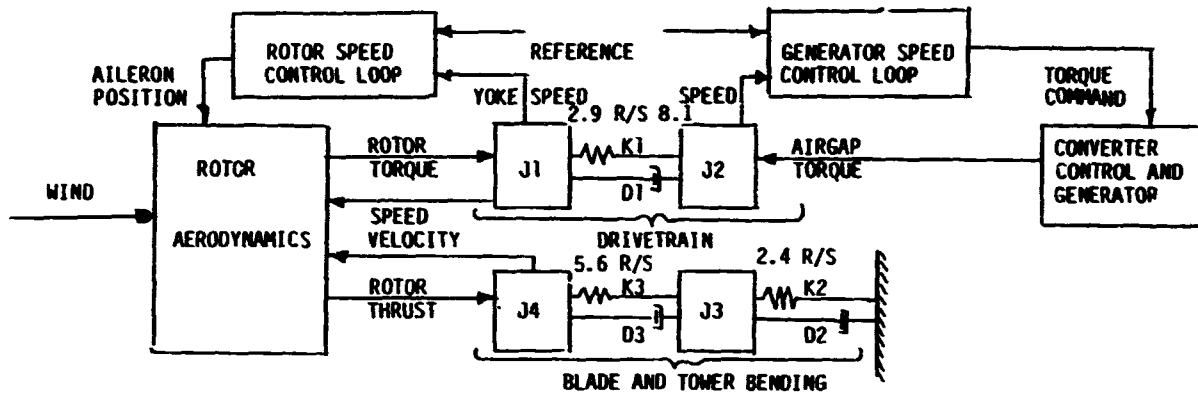 ROTOR SPEED
CONTROL LOOP
REFERENCE
GENERATOR SPEED
CONTROL LOOP
AILERON
POSITION
YOKE SPEED
SPEED
TORQUE
COMMAND
2.9 R/S 8.1
ROTOR
AERODYNAMICS
WIND
ROTOR
TORQUE
J1
K1
D1
J2
AIRGAP
TORQUE
CONVERTER
CONTROL AND
GENERATOR
SPEED
VELOCITY
DRIVETRAIN
5.6 R/S
2.4 R/S
ROTOR
THRUST
J4
K3
D3
J3
K2
D2
BLADE AND TOWER BENDING